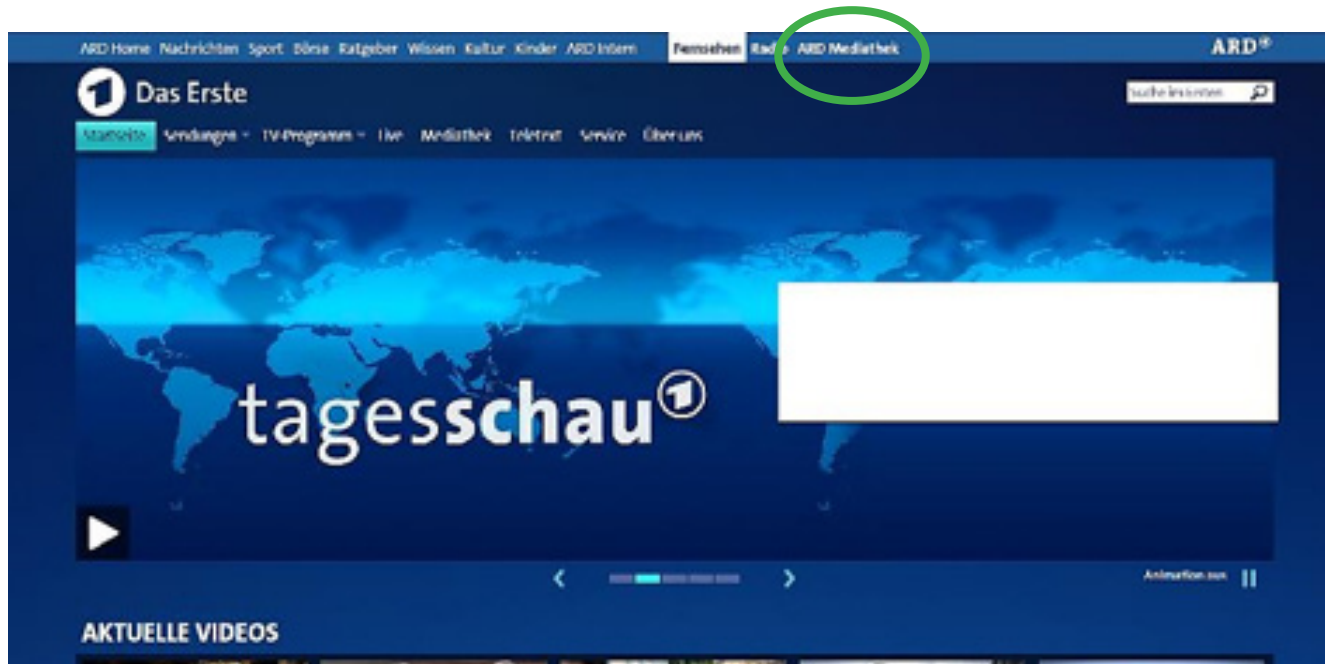 ARD Home Nachrichten Sport Börse Ratgeber Wissen Kultur Kinder ARD Intern Fernsehen Radio ARD Mediathek ARD
Das Erste
Startseite Sendungen TV-Programm Live Mediathek Teletext Service Über uns
tagesschau
Animation aus
AKTUELLE VIDEOS